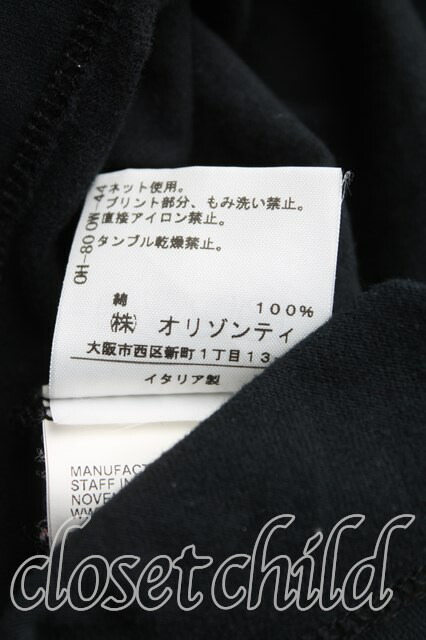 ネット使用。
プリント部分、もみ洗い禁止。
直接アイロン禁止。
タンブル乾燥禁止。
綿 100%
㈱ オリゾンティ
大阪市西区新町1丁目13
イタリア製
MANUFACT
STAFF IN
NOVE
closet child